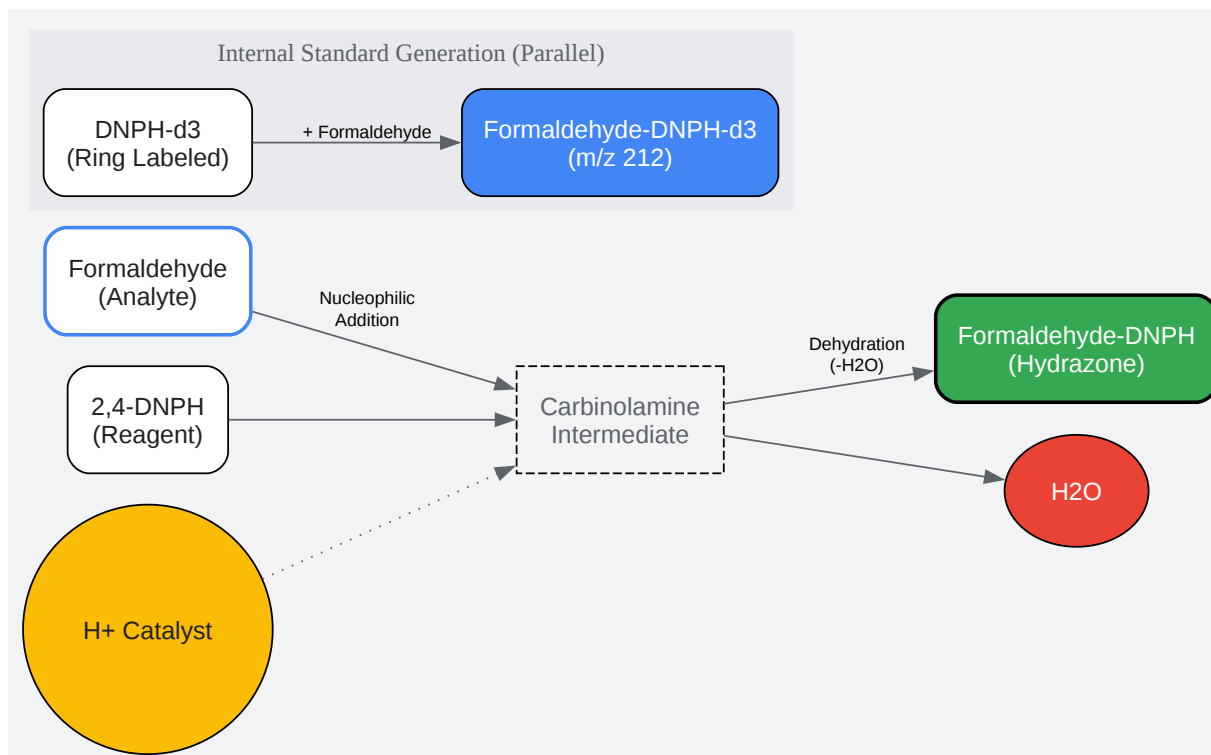 Internal Standard Generation (Parallel)
DNPH-d3
(Ring Labeled)
+ Formaldehyde
Formaldehyde-DNPH-d3
(m/z 212)
Formaldehyde
(Analyte)
Nucleophilic
Addition
2,4-DNPH
(Reagent)
Carbinolamine
Intermediate
Dehydration
(-H2O)
Formaldehyde-DNPH
(Hydrazone)
H2O
H+ Catalyst